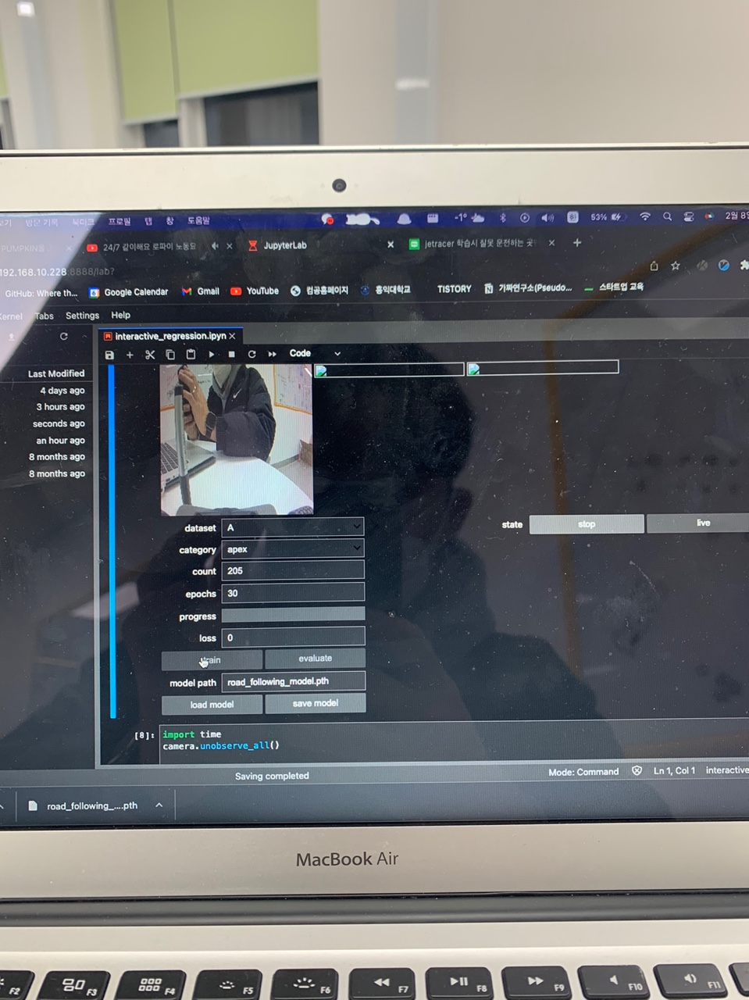 방문 기록 북마크 프로필 탭 창 도움말 -1° 53% 2월 8
24/7 같이해요 로파이 노동요
JupyterLab
jetracer 학습시 잘못 운전하는 곳
192.168.10.228:8888/lab?
GitHub: Where th... Google Calendar Gmail YouTube 컴공홈페이지 홍익대학교 TISTORY 가짜연구소(Pseudo... 스타트업 교육
Kernel Tabs Settings Help
interactive_regression.ipyn
Code
Last Modified
4 days ago
3 hours ago
seconds ago
an hour ago
8 months ago
8 months ago
dataset A
state stop live
category apex
count 205
epochs 30
progress
loss 0
train evaluate
model path road_following_model.pth
load model save model
[8]: import time
camera.unobserve_all()
Saving completed
Mode: Command Ln 1, Col 1 interactive
road_following_....pth
MacBook Air
F2 F3 F4 F5 F6 F7 F8 F9 F10 F11